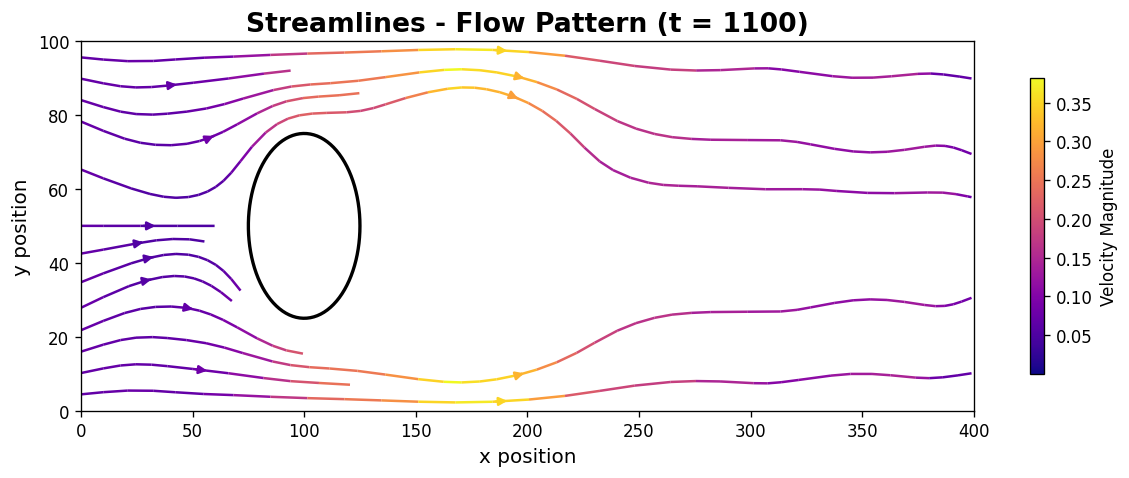 Streamlines - Flow Pattern (t = 1100)
100
80
60
40
20
0
y position
0 50 100 150 200 250 300 350 400
x position
0.35
0.30
0.25
0.20
0.15
0.10
0.05
Velocity Magnitude